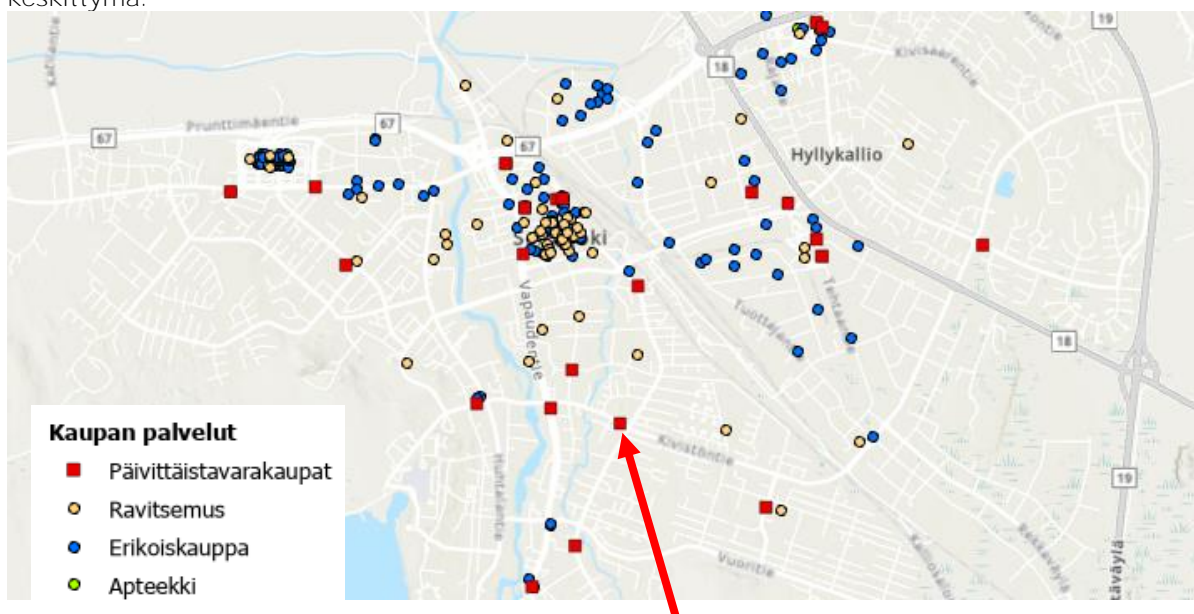 keskittymä.
19
18
Kivisaarentie
67
Prunttimäentie
67
67
Hyllykallio
Vapaudentie
Tuottajantie
18
Kivistöntie
Huhtalantie
19
Vuoritie
Kaupan palvelut
Päivittäistavarakaupat
Ravitsemus
Erikoiskauppa
Apteekki